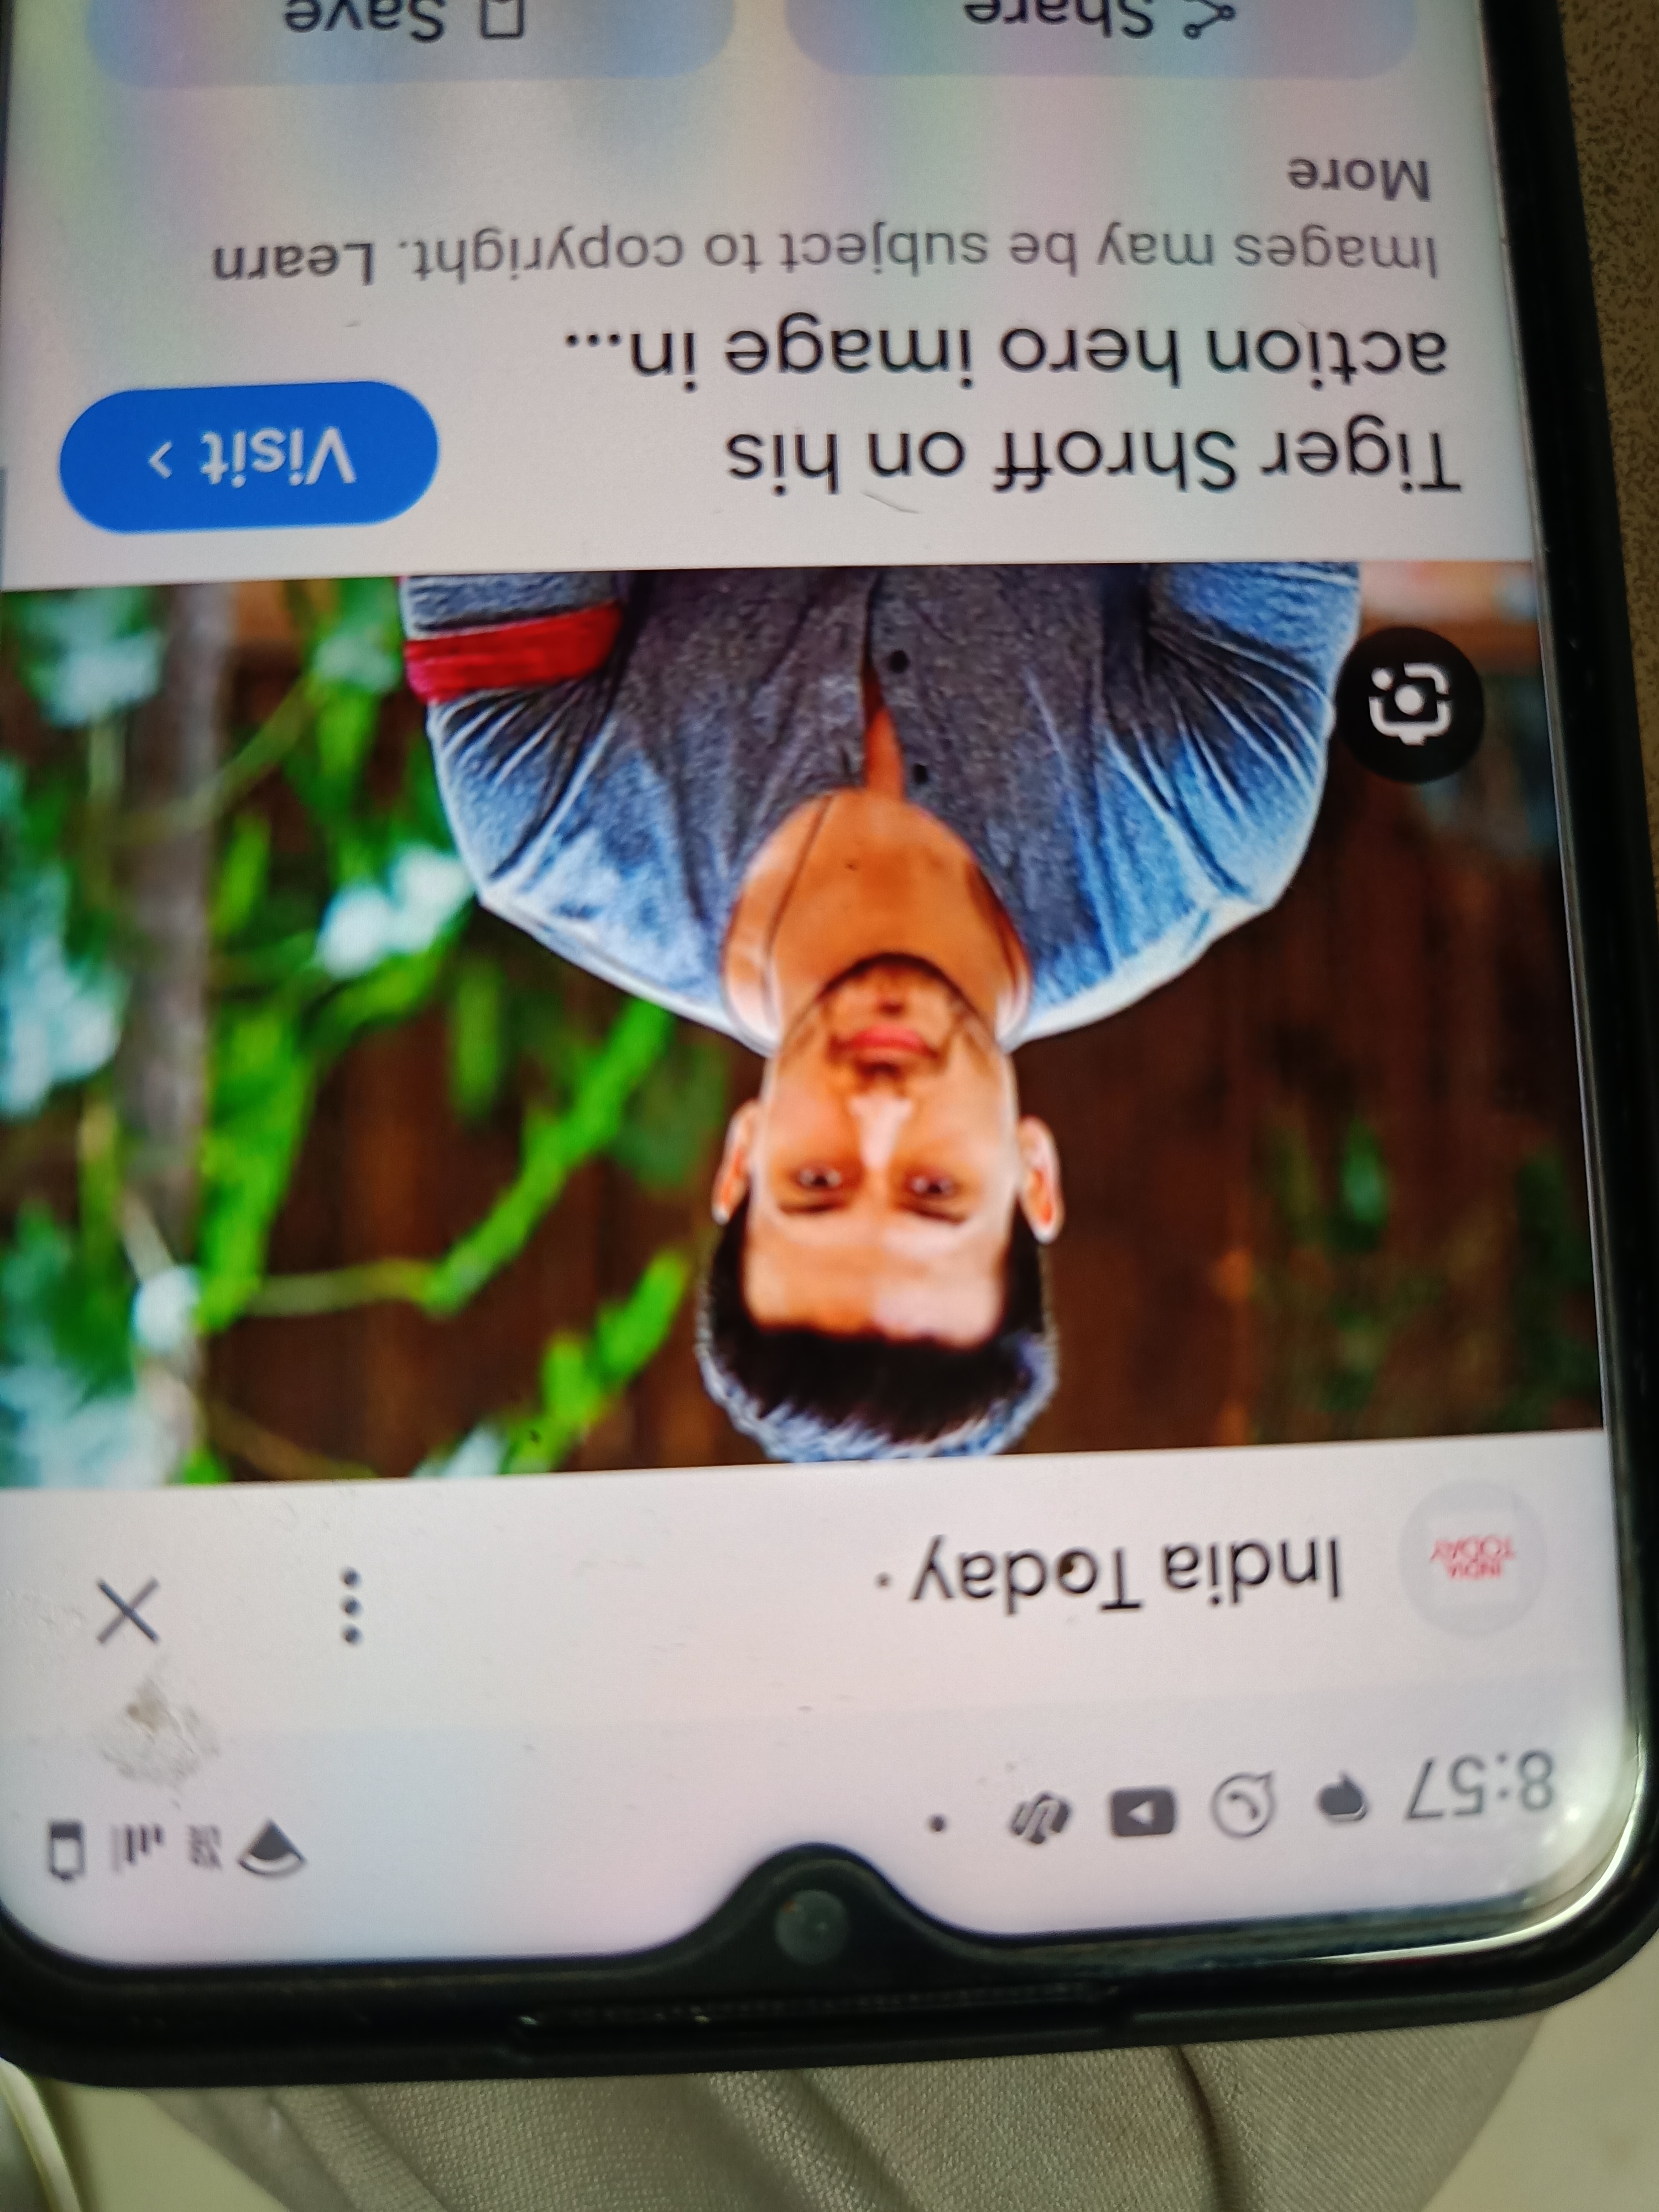 8:57
INDIA
TODAY
India Today ·
Tiger Shroff on his
action hero image in...
Visit >
Images may be subject to copyright. Learn
More
Share
Save